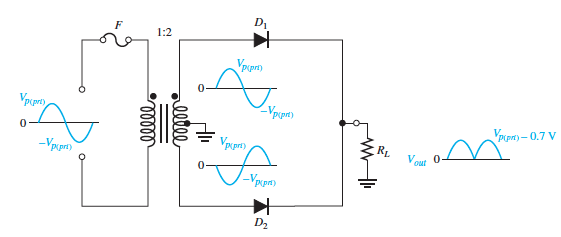 F
1:2
D1
Vp(pri)
0
–Vp(pri)
Vp(pri)
0
–Vp(pri)
Vp(pri)
0
–Vp(pri)
D2
RL
Vout 0
Vp(pri) – 0.7 V